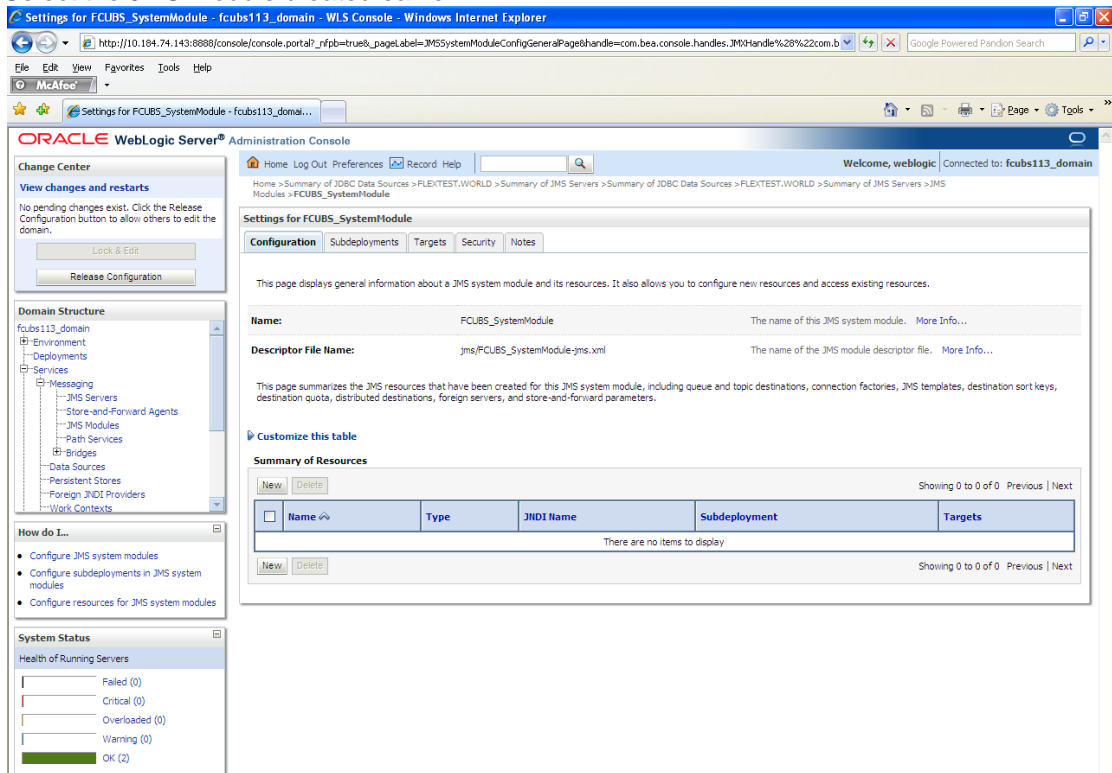 Settings for FCUBS_SystemModule - fcubs113_domain - WLS Console - Windows Internet Explorer
http://10.184.74.143:8888/console/console.portal?_nfpb=true&_pageLabel=JMSSystemModuleConfigGeneralPage&handle=com.bea.console.handles.JMXHandle%28%22com.b
Google Powered Pandion Search
File Edit View Favorites Tools Help
McAfee
Settings for FCUBS_SystemModule - fcubs113_domai...
Page Tools
ORACLE WebLogic Server® Administration Console
Change Center
View changes and restarts
No pending changes exist. Click the Release
Configuration button to allow others to edit the
domain.
Lock & Edit
Release Configuration
Domain Structure
fcubs113_domain
Environment
Deployments
Services
Messaging
JMS Servers
Store-and-Forward Agents
JMS Modules
Path Services
Bridges
Data Sources
Persistent Stores
Foreign JNDI Providers
Work Contexts
How do I...
Configure JMS system modules
Configure subdeployments in JMS system
modules
Configure resources for JMS system modules
System Status
Health of Running Servers
Failed (0)
Critical (0)
Overloaded (0)
Warning (0)
OK (2)
Home Log Out Preferences Record Help
Welcome, weblogic Connected to: fcubs113_domain
Home >Summary of JDBC Data Sources >FLEXTEST.WORLD >Summary of JMS Servers >Summary of JDBC Data Sources >FLEXTEST.WORLD >Summary of JMS Servers >JMS
Modules >FCUBS_SystemModule
Settings for FCUBS_SystemModule
Configuration Subdeployments Targets Security Notes
This page displays general information about a JMS system module and its resources. It also allows you to configure new resources and access existing resources.
Name: FCUBS_SystemModule The name of this JMS system module. More Info...
Descriptor File Name: jms/FCUBS_SystemModule-jms.xml The name of the JMS module descriptor file. More Info...
This page summarizes the JMS resources that have been created for this JMS system module, including queue and topic destinations, connection factories, JMS templates, destination sort keys,
destination quota, distributed destinations, foreign servers, and store-and-forward parameters.
Customize this table
Summary of Resources
New Delete Showing 0 to 0 of 0 Previous | Next
Name Type JNDI Name Subdeployment Targets
There are no items to display
New Delete Showing 0 to 0 of 0 Previous | Next